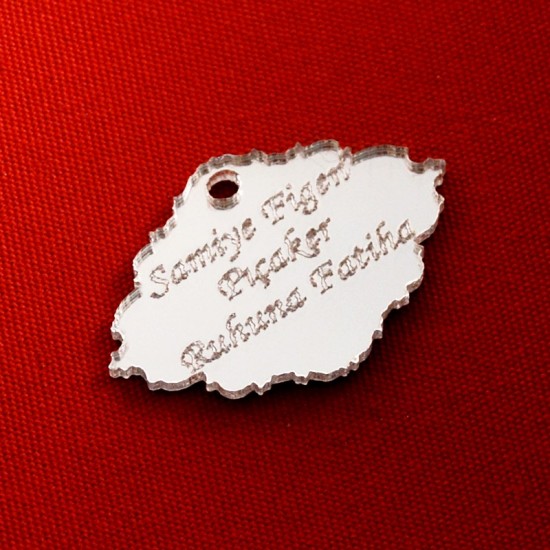 Samiye Figen
Pıçakçı
Ruhuna Fatiha